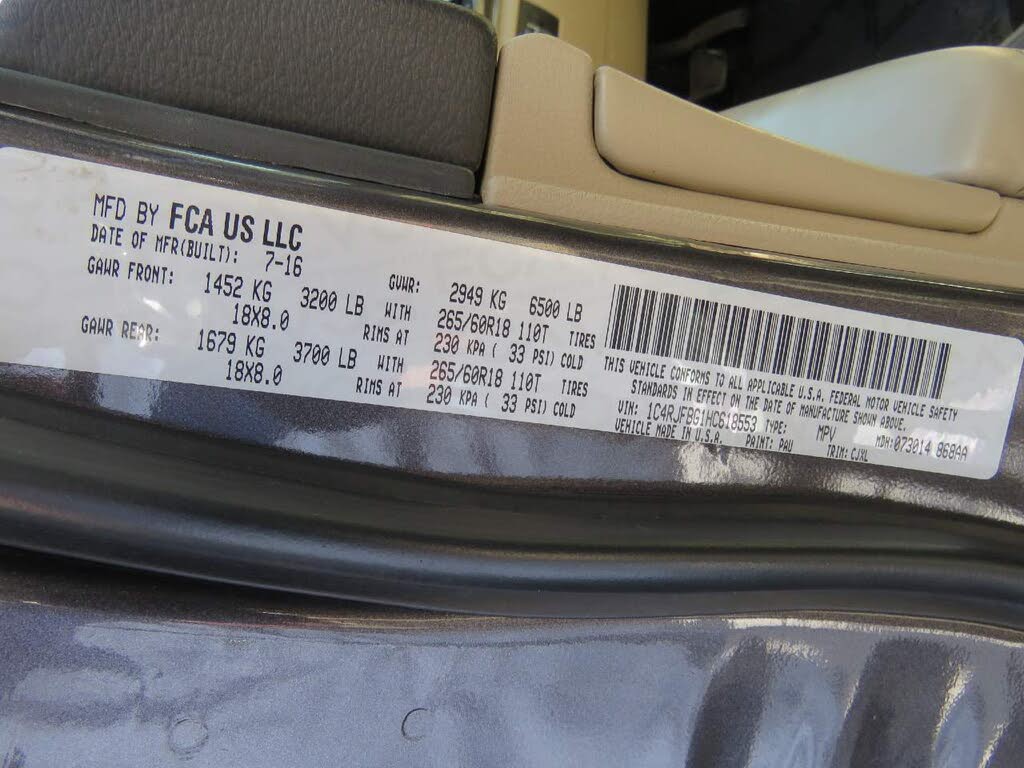 MFD BY FCA US LLC
DATE OF MFR(BUILT): 7-16
GAWR FRONT: 1452 KG 3200 LB
18X8.0
GAWR REAR: 1679 KG 3700 LB
18X8.0
GVWR: 2949 KG 6500 LB
WITH 265/60R18 110T TIRES
RIMS AT 230 KPA ( 33 PSI) COLD
WITH 265/60R18 110T TIRES
RIMS AT 230 KPA ( 33 PSI) COLD
THIS VEHICLE CONFORMS TO ALL APPLICABLE U.S.A. FEDERAL MOTOR VEHICLE SAFETY
STANDARDS IN EFFECT ON THE DATE OF MANUFACTURE SHOWN ABOVE.
VIN: 1C4RJFBG1HC618553 MPV
VEHICLE MADE IN U.S.A. PAINT: PAU TRIM: CJXL MDH: 073014 868AA